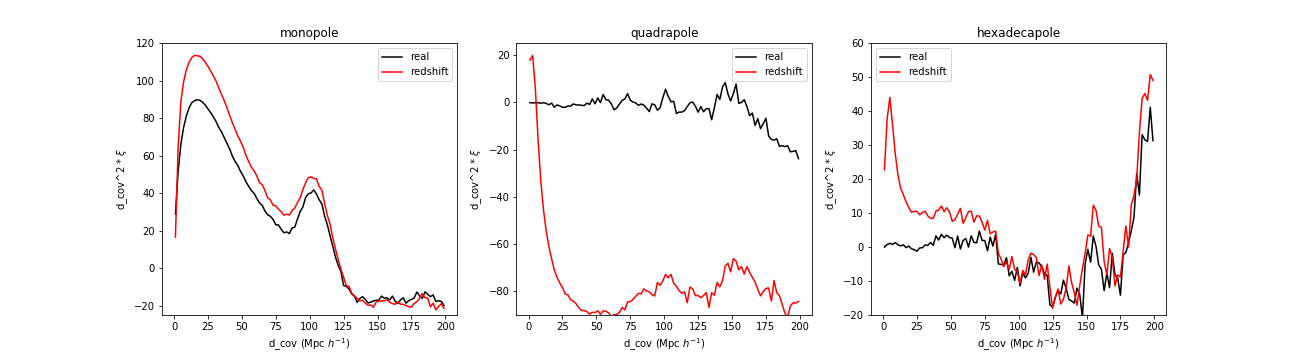 monopole
120
100
80
60
40
20
0
−20
0 25 50 75 100 125 150 175 200
d_cov^2 * ξ
d_cov (Mpc h⁻¹)
real
redshift
quadrapole
20
0
−20
−40
−60
−80
0 25 50 75 100 125 150 175 200
d_cov^2 * ξ
d_cov (Mpc h⁻¹)
real
redshift
hexadecapole
60
50
40
30
20
10
0
−10
−20
0 25 50 75 100 125 150 175 200
d_cov^2 * ξ
d_cov (Mpc h⁻¹)
real
redshift